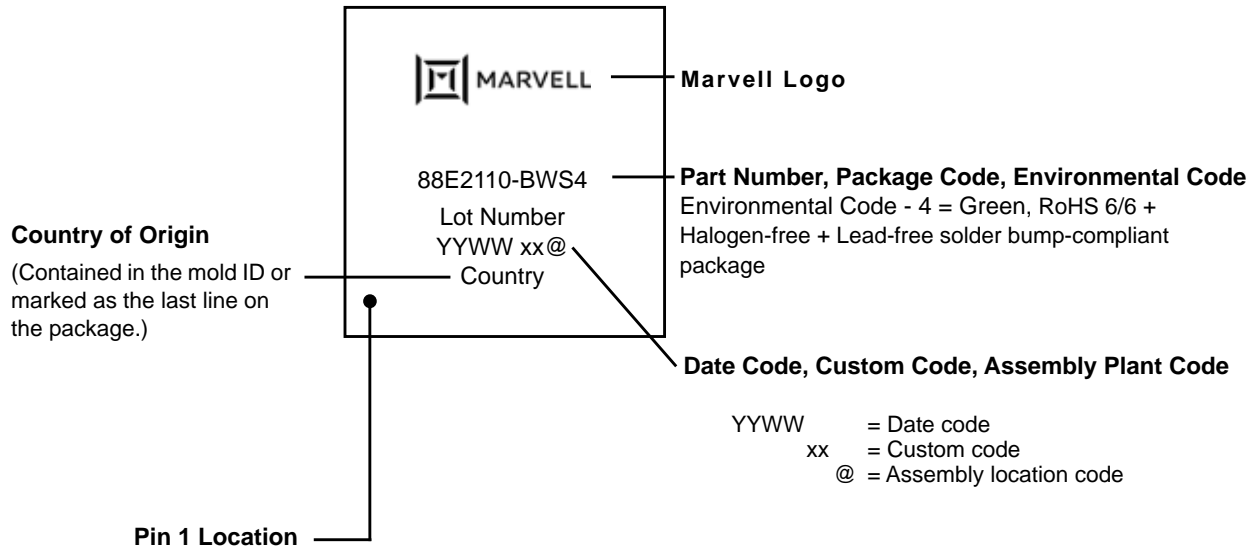 MARVELL
Marvell Logo
88E2110-BWS4
Part Number, Package Code, Environmental Code
Environmental Code - 4 = Green, RoHS 6/6 +
Halogen-free + Lead-free solder bump-compliant
package
Lot Number
YYWW xx@
Country
Country of Origin
(Contained in the mold ID or
marked as the last line on
the package.)
Date Code, Custom Code, Assembly Plant Code
YYWW = Date code
xx = Custom code
@ = Assembly location code
Pin 1 Location